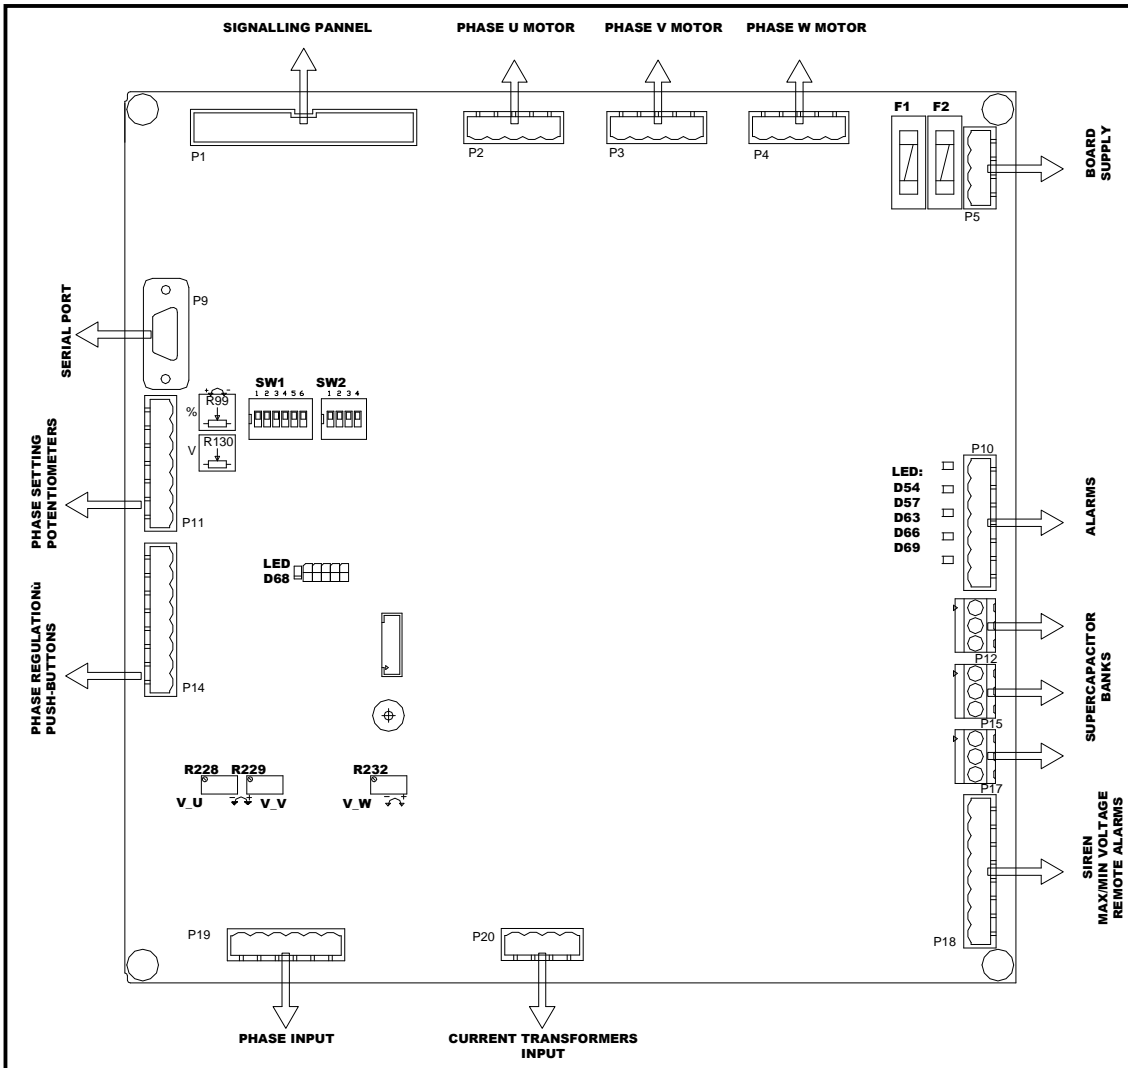 SIGNALLING PANNEL
PHASE U MOTOR
PHASE V MOTOR
PHASE W MOTOR
F1
F2
P1
P2
P3
P4
P5
BOARD
SUPPLY
P9
SERIAL PORT
SW1
1 2 3 4 5 6
SW2
1 2 3 4
+ -
%
R99
V
R130
P11
PHASE SETTING
POTENTIOMETERS
P10
LED:
D54
D57
D63
D66
D69
ALARMS
LED
D68
P14
PHASE REGULATIONù
PUSH-BUTTONS
P12
P15
P17
SUPERCAPACITOR
BANKS
R228
R229
R232
V_U
- +
V_V
V_W
- +
P18
SIREN
MAX/MIN VOLTAGE
REMOTE ALARMS
P19
P20
PHASE INPUT
CURRENT TRANSFORMERS
INPUT